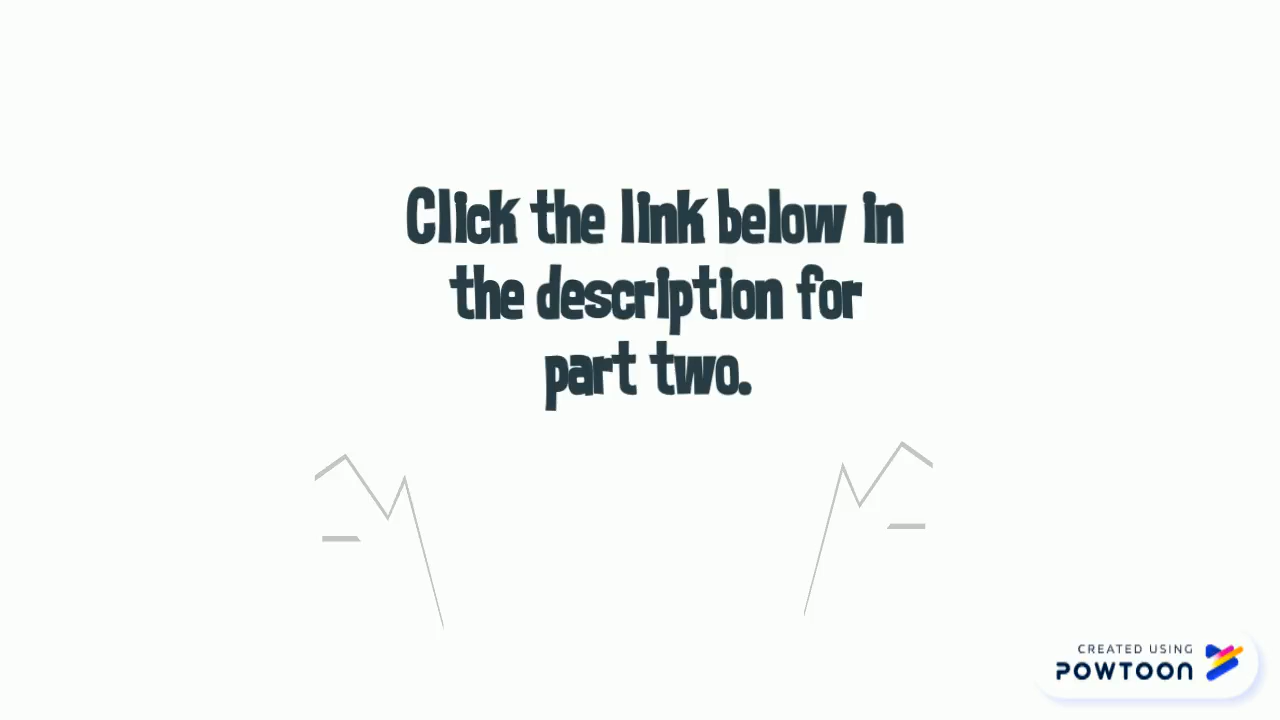 Click the link below in
the description for
part two.
CREATED USING
POWTOON